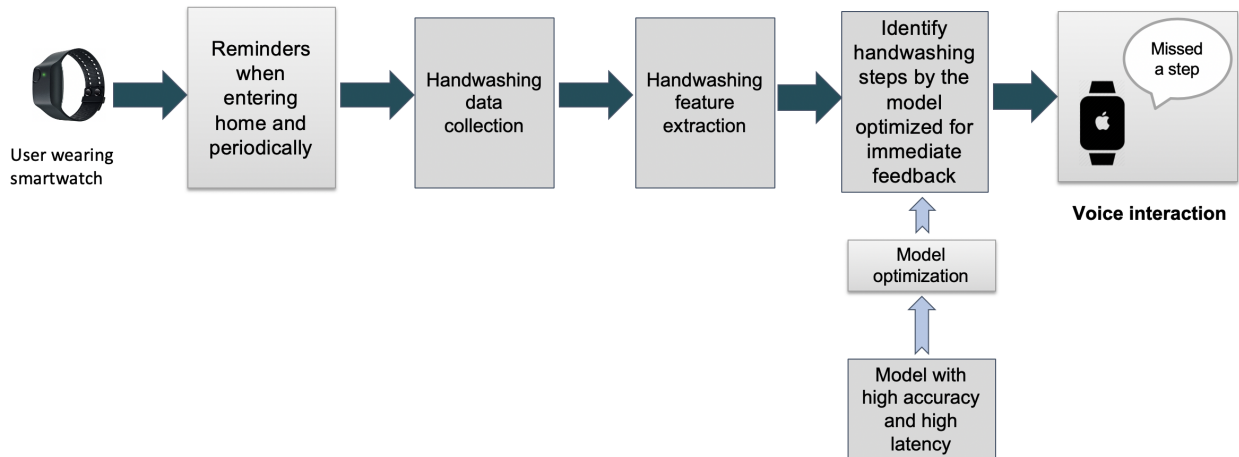 User wearing
smartwatch
Reminders
when
entering
home and
periodically
Handwashing
data
collection
Handwashing
feature
extraction
Identify
handwashing
steps by the
model
optimized for
immediate
feedback
Missed
a step
Voice interaction
Model
optimization
Model with
high accuracy
and high
latency